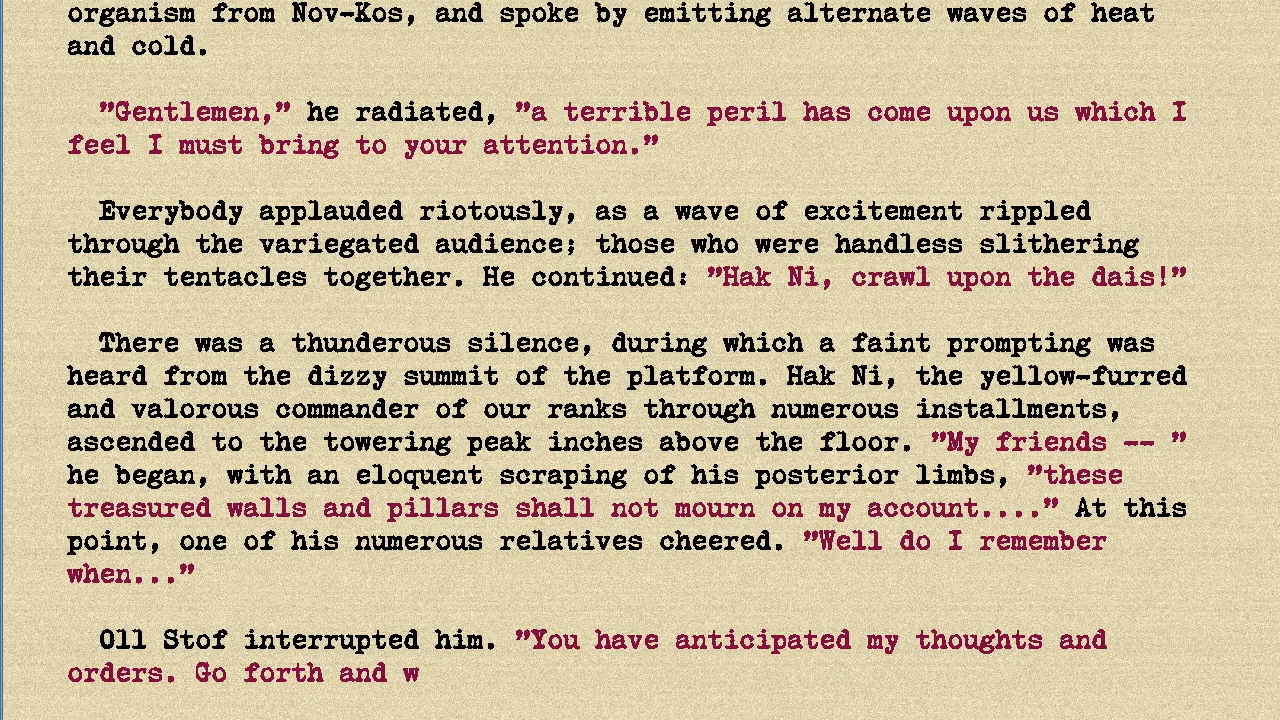 organism from Nov-Kos, and spoke by emitting alternate waves of heat
and cold.
”Gentlemen,” he radiated, ”a terrible peril has come upon us which I
feel I must bring to your attention.”
Everybody applauded riotously, as a wave of excitement rippled
through the variegated audience; those who were handless slithering
their tentacles together. He continued: ”Hak Ni, crawl upon the dais!”
There was a thunderous silence, during which a faint prompting was
heard from the dizzy summit of the platform. Hak Ni, the yellow-furred
and valorous commander of our ranks through numerous installments,
ascended to the towering peak inches above the floor. ”My friends -- ”
he began, with an eloquent scraping of his posterior limbs, ”these
treasured walls and pillars shall not mourn on my account....” At this
point, one of his numerous relatives cheered. ”Well do I remember
when...”
Oll Stof interrupted him. ”You have anticipated my thoughts and
orders. Go forth and w